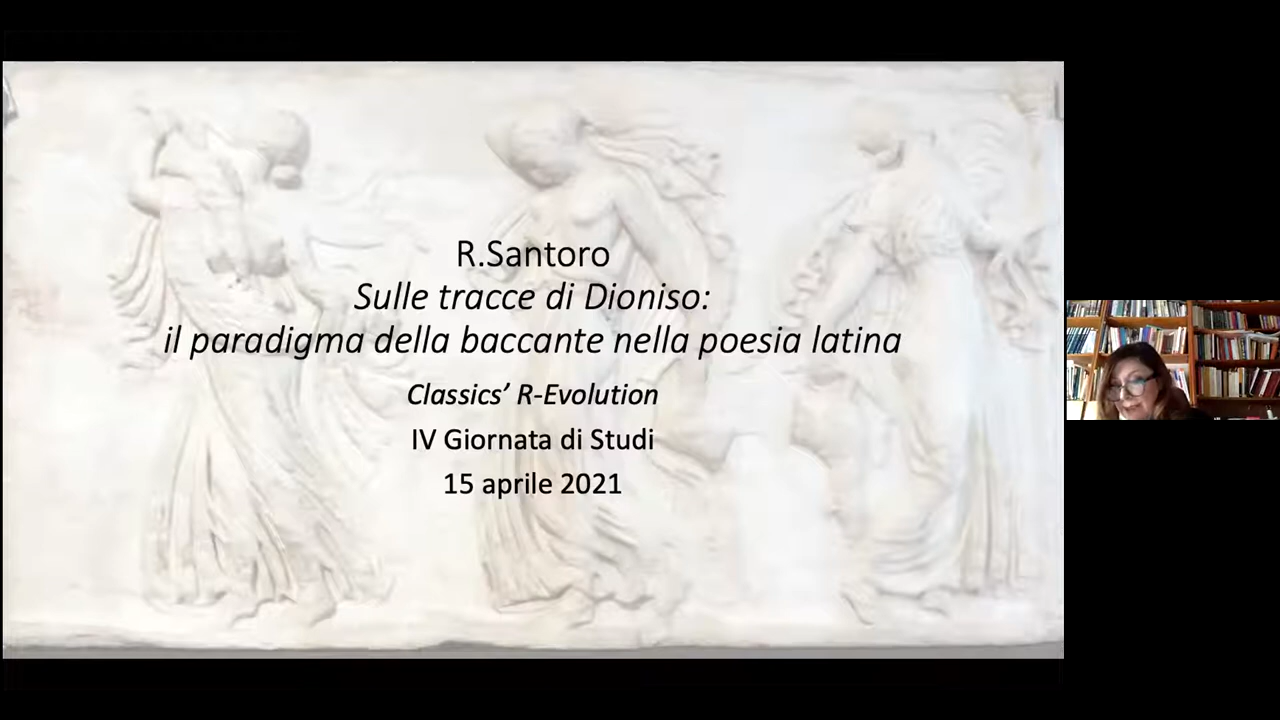 R.Santoro
Sulle tracce di Dioniso:
il paradigma della baccante nella poesia latina
Classics’ R-Evolution
IV Giornata di Studi
15 aprile 2021